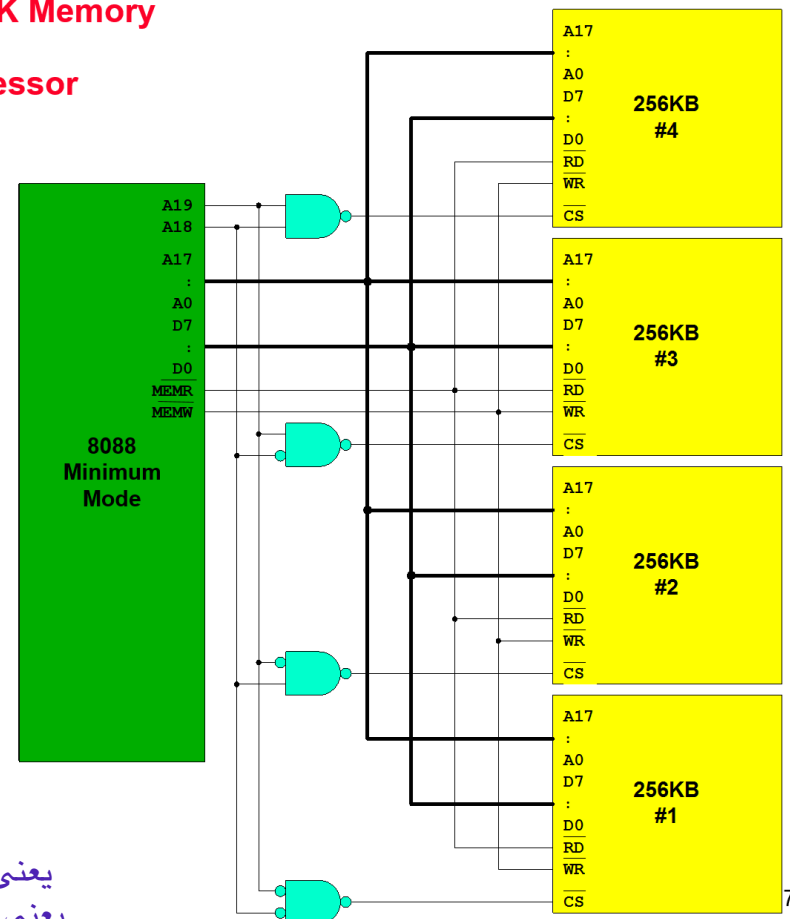 K Memory
essor
A19
A18
A17
:
A0
D7
:
D0
MEMR
MEMW
8088
Minimum
Mode
A17
:
A0
D7
:
D0
RD
WR
CS
256KB
#4
A17
:
A0
D7
:
D0
RD
WR
CS
256KB
#3
A17
:
A0
D7
:
D0
RD
WR
CS
256KB
#2
A17
:
A0
D7
:
D0
RD
WR
CS
256KB
#1
7
يعنى
يعنى